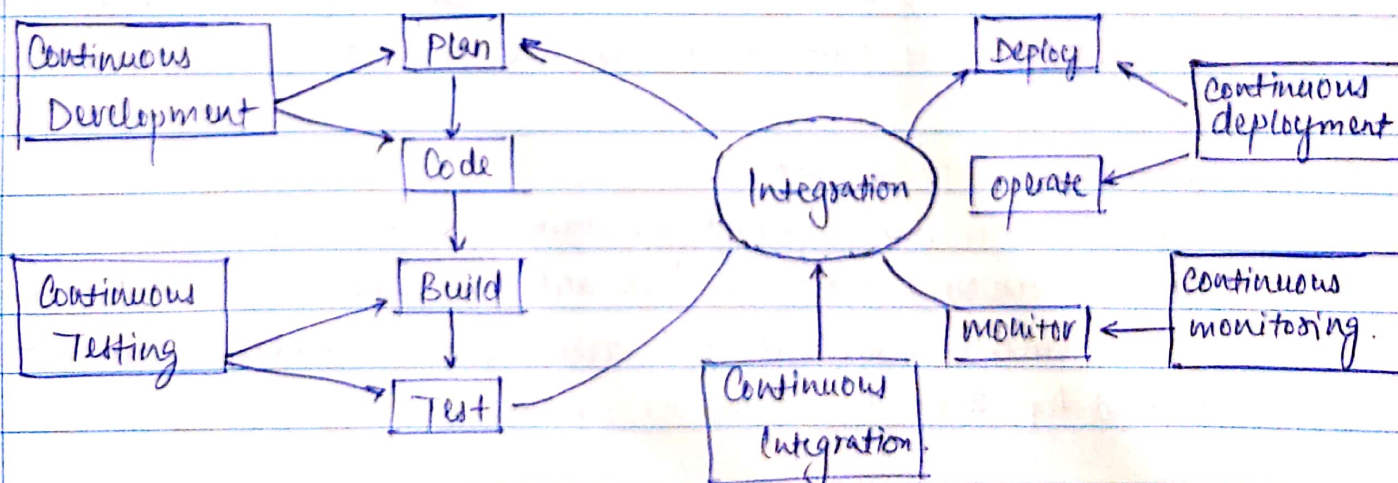 Continuous
Development
Plan
Code
Continuous
Testing
Build
Test
Integration
Continuous
Integration.
Deploy
operate
Continuous
deployment
monitor
Continuous
monitoring.